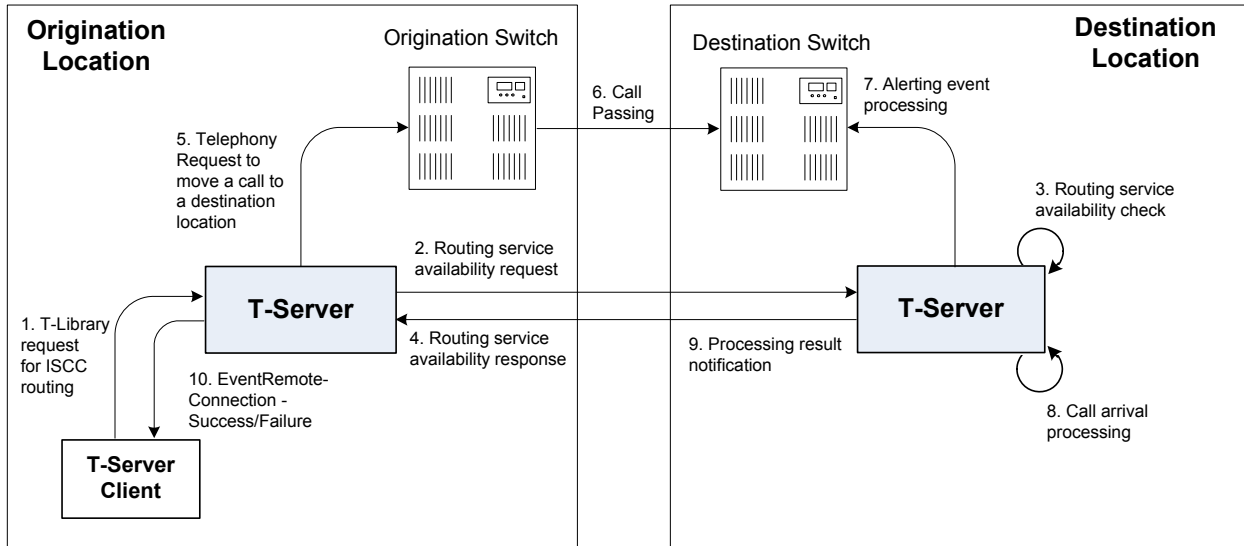 Origination
Location
Origination Switch
Destination Switch
Destination
Location
6. Call
Passing
7. Alerting event
processing
5. Telephony
Request to
move a call to
a destination
location
3. Routing service
availability check
2. Routing service
availability request
T-Server
T-Server
1. T-Library
request
for ISCC
routing
4. Routing service
availability response
9. Processing result
notification
10. EventRemote-
Connection -
Success/Failure
8. Call arrival
processing
T-Server
Client